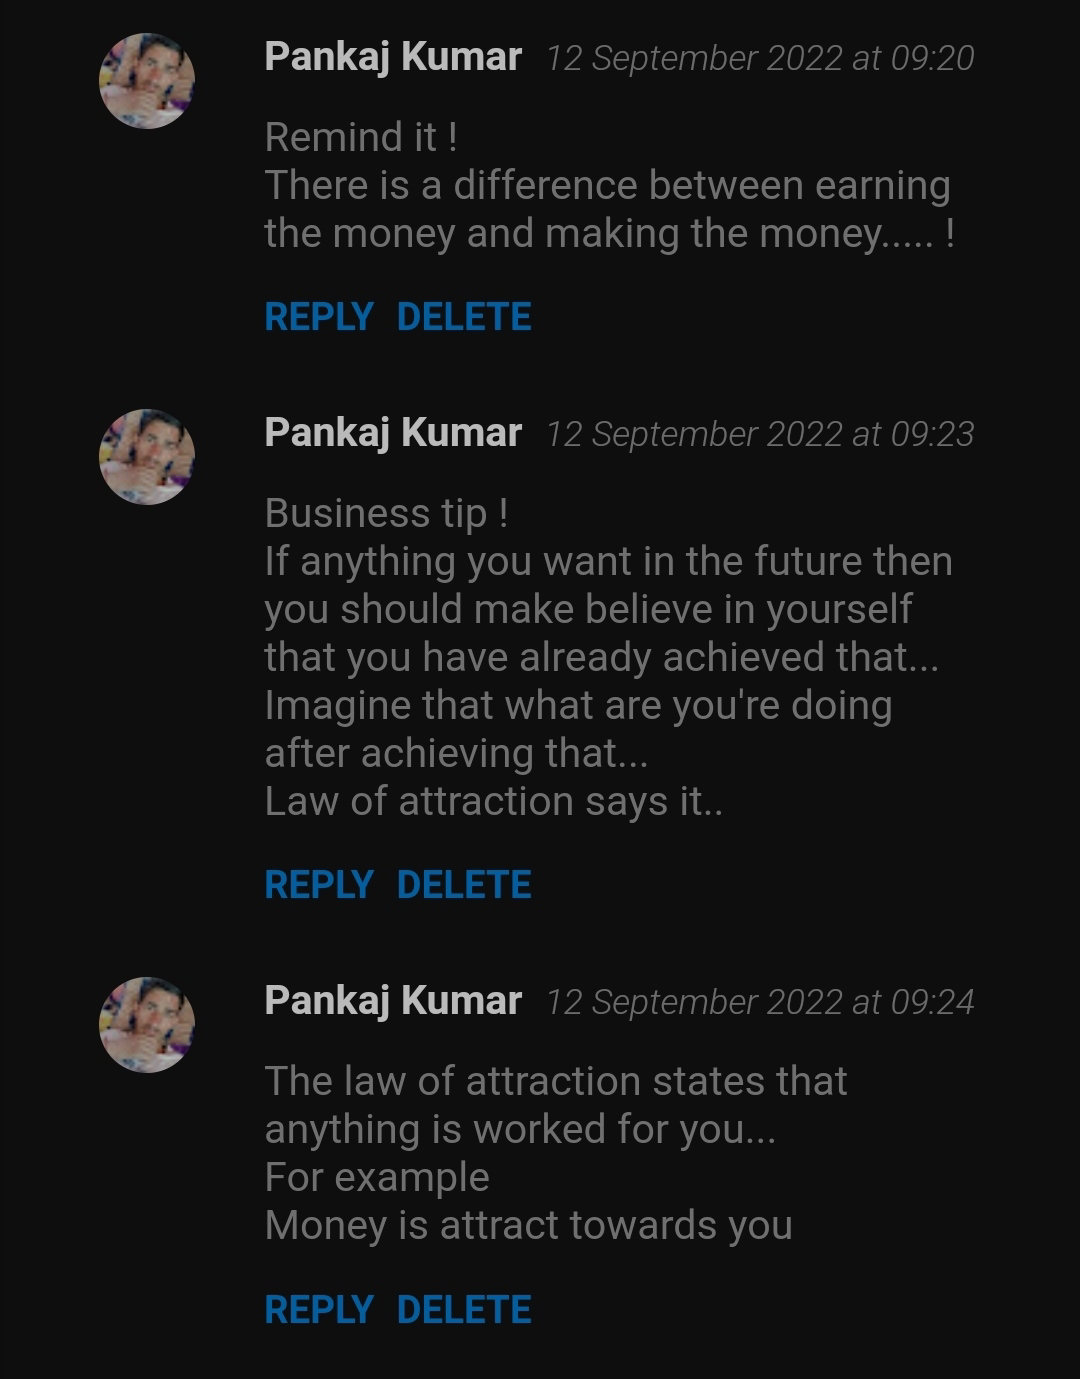 Pankaj Kumar 12 September 2022 at 09:20
Remind it !
There is a difference between earning
the money and making the money..... !
REPLY DELETE
Pankaj Kumar 12 September 2022 at 09:23
Business tip !
If anything you want in the future then
you should make believe in yourself
that you have already achieved that...
Imagine that what are you're doing
after achieving that...
Law of attraction says it..
REPLY DELETE
Pankaj Kumar 12 September 2022 at 09:24
The law of attraction states that
anything is worked for you...
For example
Money is attract towards you
REPLY DELETE